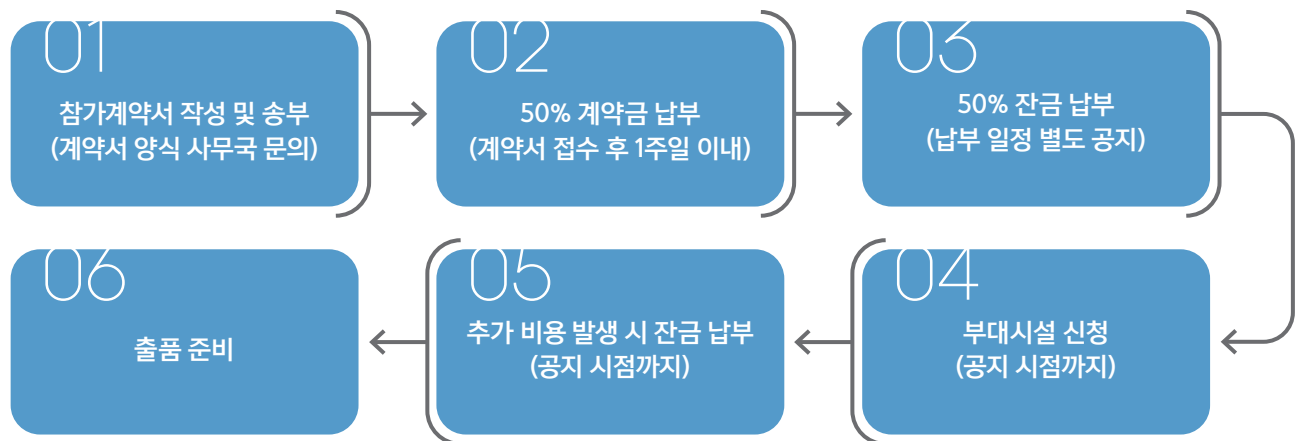 01
참가계약서 작성 및 송부
(계약서 양식 사무국 문의)
02
50% 계약금 납부
(계약서 접수 후 1주일 이내)
03
50% 잔금 납부
(납부 일정 별도 공지)
04
부대시설 신청
(공지 시점까지)
05
추가 비용 발생 시 잔금 납부
(공지 시점까지)
06
출품 준비